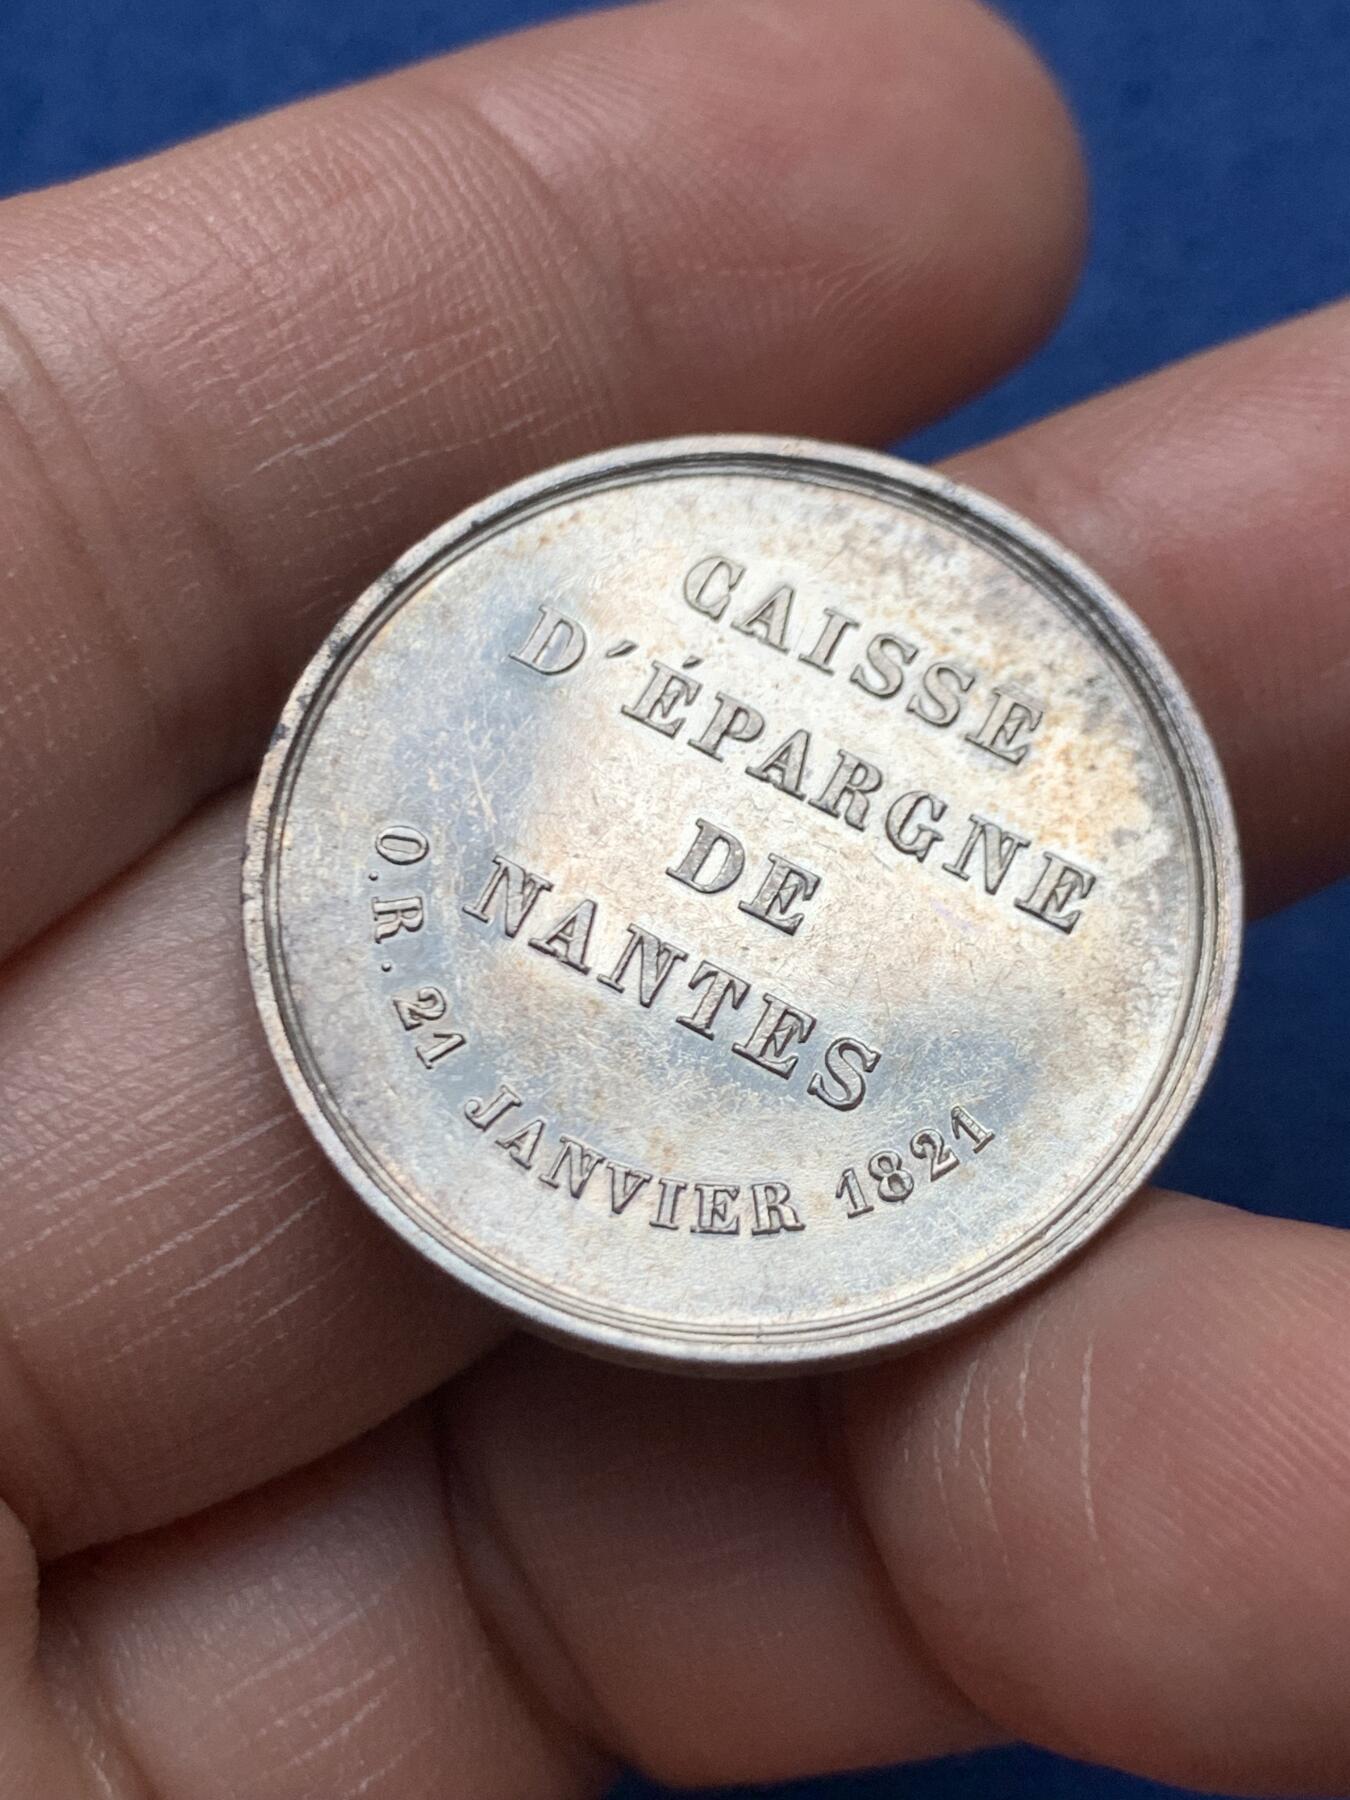 CAISSE
D'ÉPARGNE
DE
NANTES
O.R. 21 JANVIER 1821